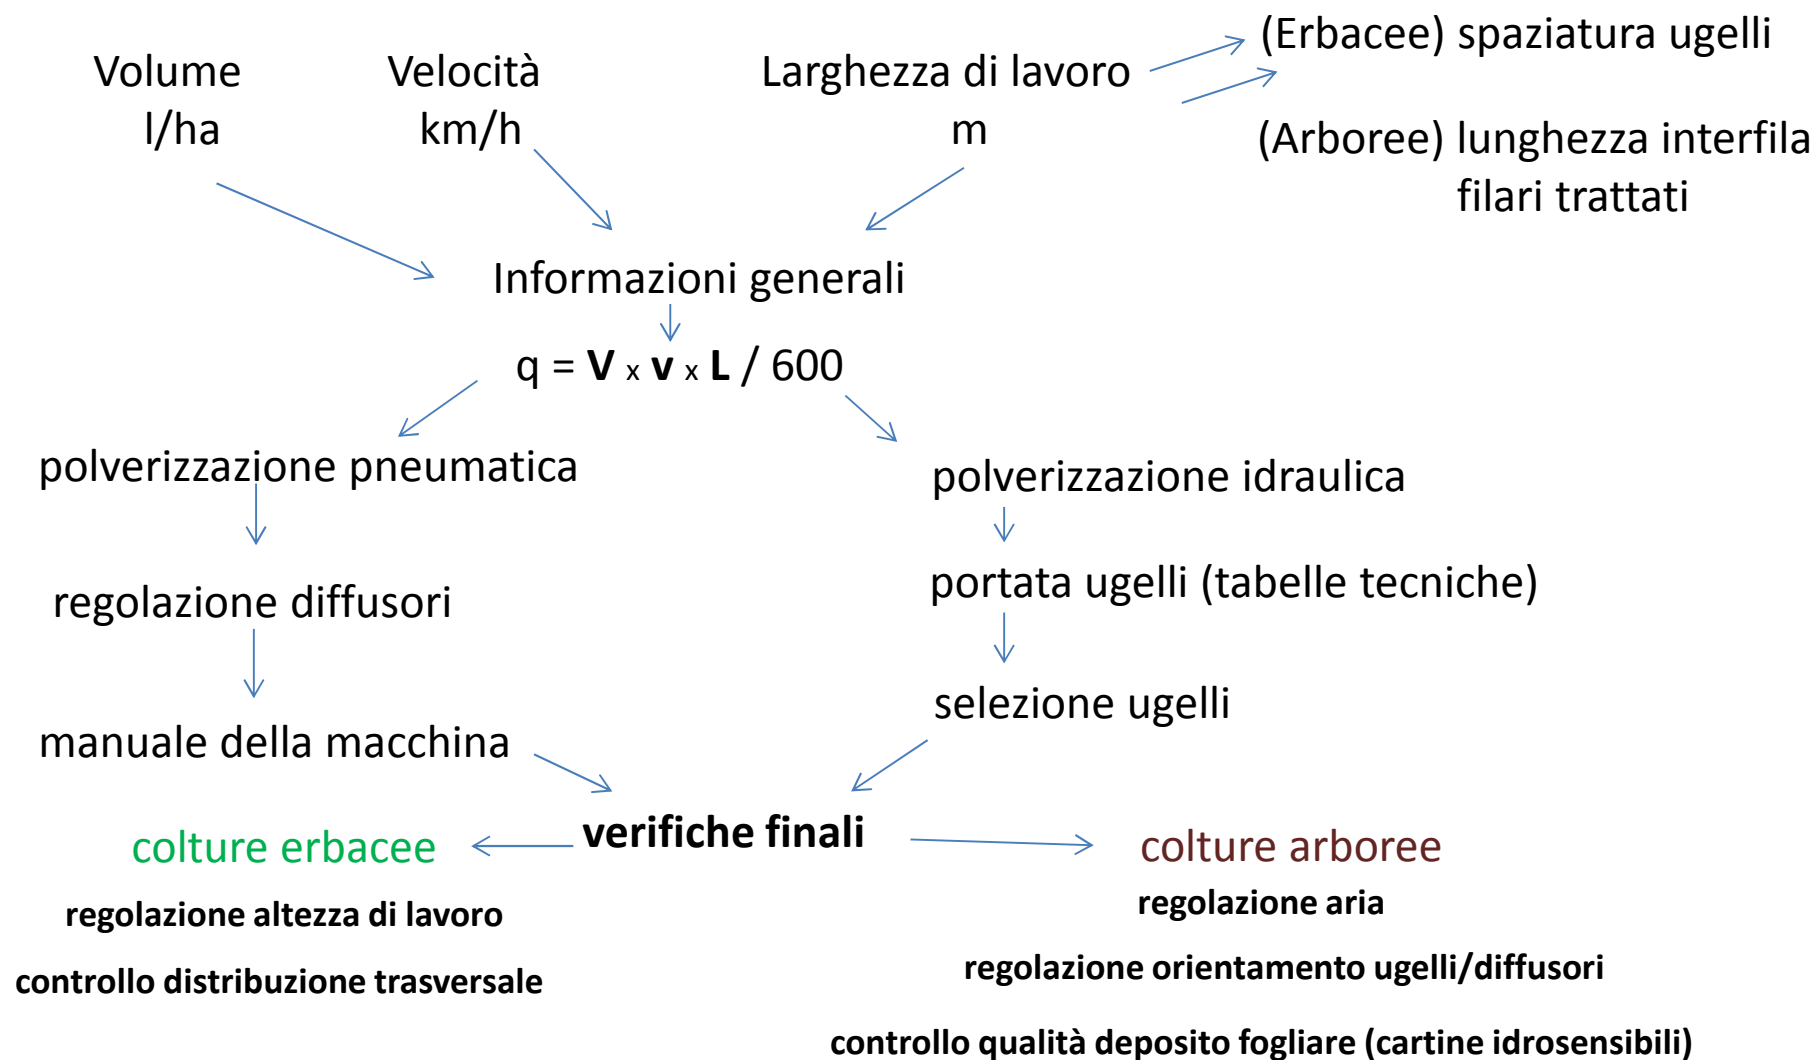 Volume
l/ha
Velocità
km/h
Larghezza di lavoro
m
(Erbacee) spaziatura ugelli
(Arboree) lunghezza interfila
filari trattati
Informazioni generali
q = V x v x L / 600
polverizzazione pneumatica
polverizzazione idraulica
regolazione diffusori
portata ugelli (tabelle tecniche)
manuale della macchina
selezione ugelli
verifiche finali
colture erbacee
regolazione altezza di lavoro
controllo distribuzione trasversale
colture arboree
regolazione aria
regolazione orientamento ugelli/diffusori
controllo qualità deposito fogliare (cartine idrosensibili)